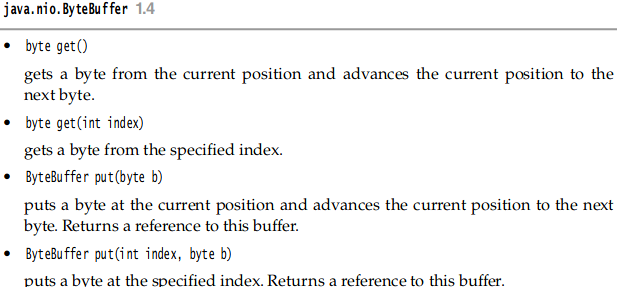 java.nio.ByteBuffer 1.4
• byte get()
gets a byte from the current position and advances the current position to the
next byte.
• byte get(int index)
gets a byte from the specified index.
• ByteBuffer put(byte b)
puts a byte at the current position and advances the current position to the next
byte. Returns a reference to this buffer.
• ByteBuffer put(int index, byte b)
puts a byte at the specified index. Returns a reference to this buffer.